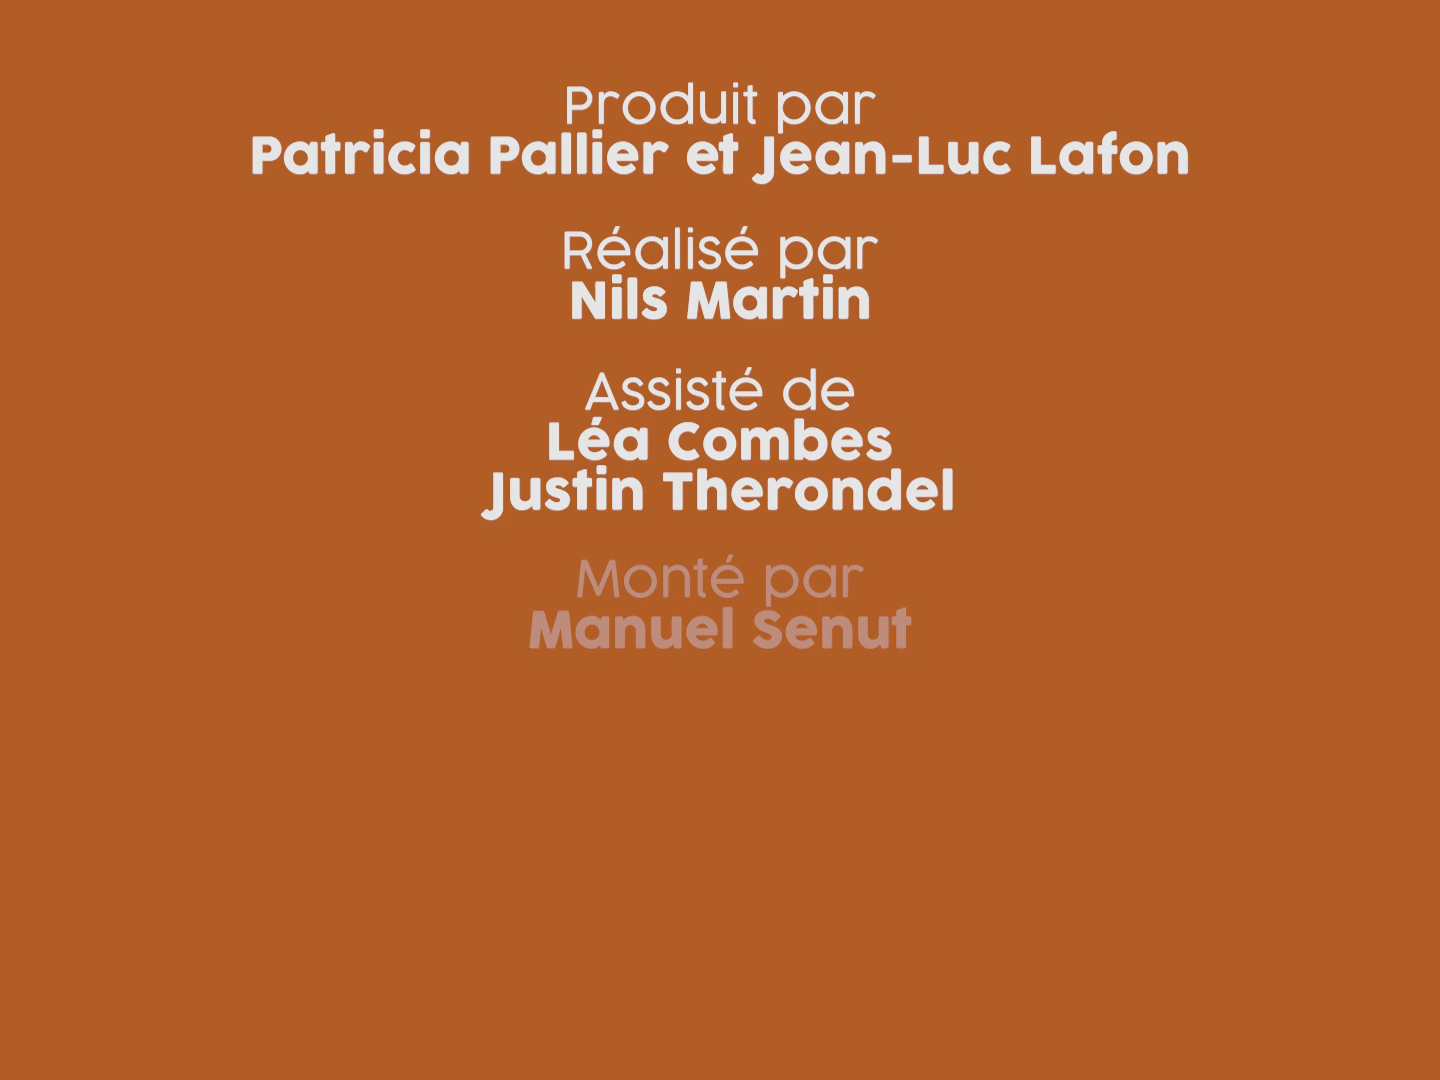 Produit par
Patricia Pallier et Jean-Luc Lafon
Réalisé par
Nils Martin
Assisté de
Léa Combes
Justin Therondel
Monté par
Manuel Senut